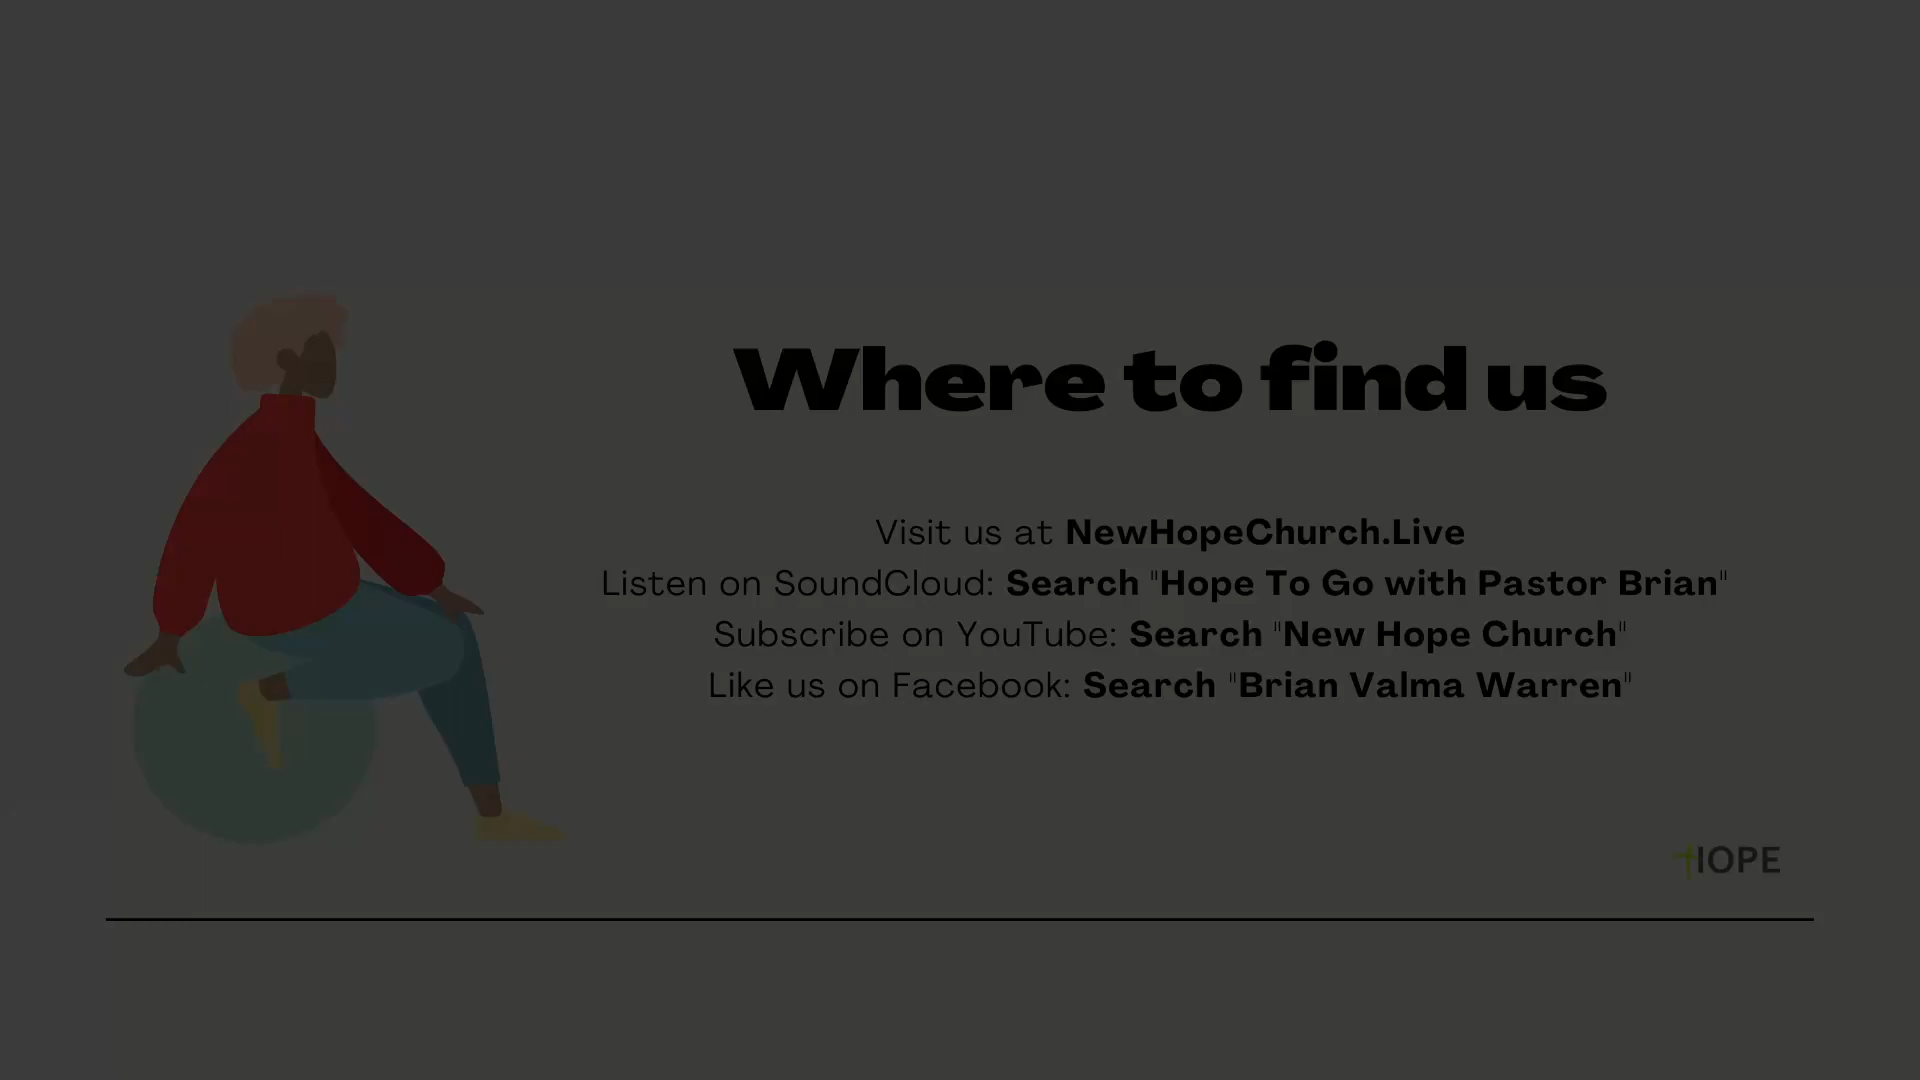 Where to find us
Visit us at NewHopeChurch.Live
Listen on SoundCloud: Search "Hope To Go with Pastor Brian"
Subscribe on YouTube: Search "New Hope Church"
Like us on Facebook: Search "Brian Valma Warren"
HOPE